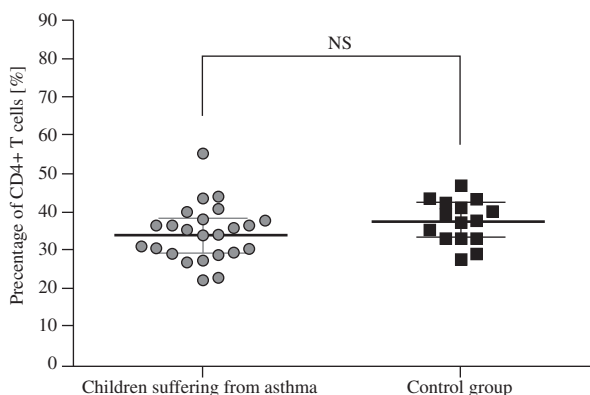 Precentage of CD4+ T cells [%]
90
80
70
60
50
40
30
20
10
0
NS
Children suffering from asthma
Control group